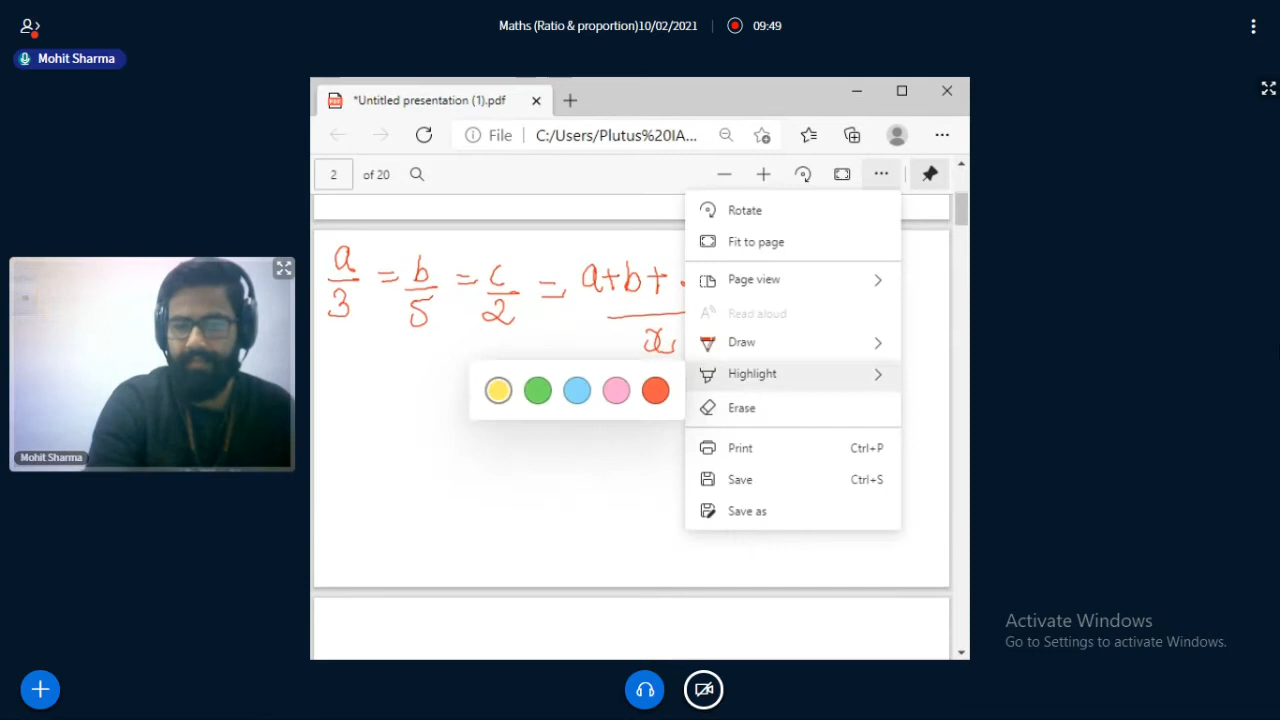 Maths (Ratio & proportion)10/02/2021 | 09:49
Mohit Sharma
*Untitled presentation (1).pdf
File C:/Users/Plutus%20IA...
2 of 20
Rotate
Fit to page
Page view
Read aloud
Draw
Highlight
Erase
Print Ctrl+P
Save Ctrl+S
Save as
a/3 = b/5 = c/2 = a+b+ / x
Mohit Sharma
Activate Windows
Go to Settings to activate Windows.